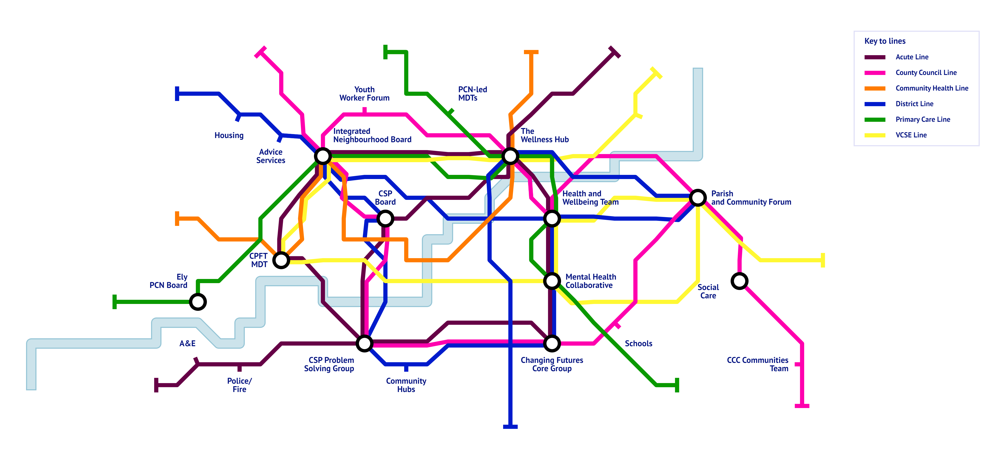 Key to lines
Acute Line
County Council Line
Community Health Line
District Line
Primary Care Line
VCSE Line
Youth
Worker Forum
PCN-led
MDTs
Housing
Integrated
Neighbourhood Board
The
Wellness Hub
Advice
Services
CSP
Board
Health and
Wellbeing Team
Parish
and Community Forum
CPFT
MDT
Ely
PCN Board
Mental Health
Collaborative
Social
Care
A&E
Schools
CSP Problem
Solving Group
Changing Futures
Core Group
CCC Communities
Team
Police/
Fire
Community
Hubs